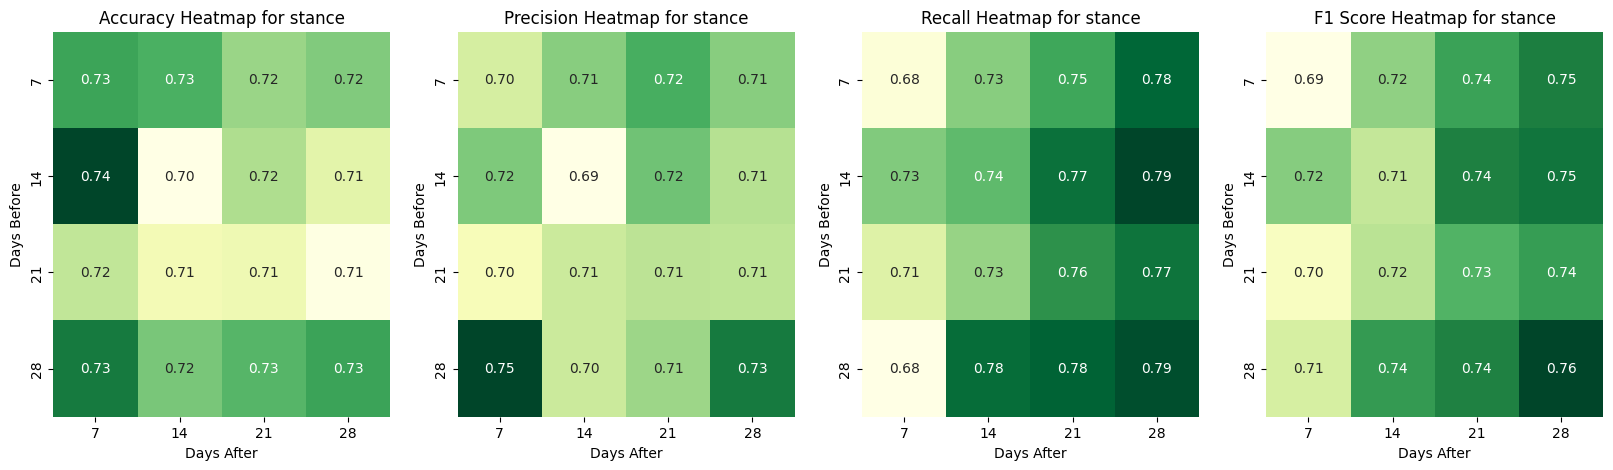 Accuracy Heatmap for stance
Days Before
7
14
21
28
0.73 0.73 0.72 0.72
0.74 0.70 0.72 0.71
0.72 0.71 0.71 0.71
0.73 0.72 0.73 0.73
7 14 21 28
Days After
Precision Heatmap for stance
Days Before
7
14
21
28
0.70 0.71 0.72 0.71
0.72 0.69 0.72 0.71
0.70 0.71 0.71 0.71
0.75 0.70 0.71 0.73
7 14 21 28
Days After
Recall Heatmap for stance
Days Before
7
14
21
28
0.68 0.73 0.75 0.78
0.73 0.74 0.77 0.79
0.71 0.73 0.76 0.77
0.68 0.78 0.78 0.79
7 14 21 28
Days After
F1 Score Heatmap for stance
Days Before
7
14
21
28
0.69 0.72 0.74 0.75
0.72 0.71 0.74 0.75
0.70 0.72 0.73 0.74
0.71 0.74 0.74 0.76
7 14 21 28
Days After